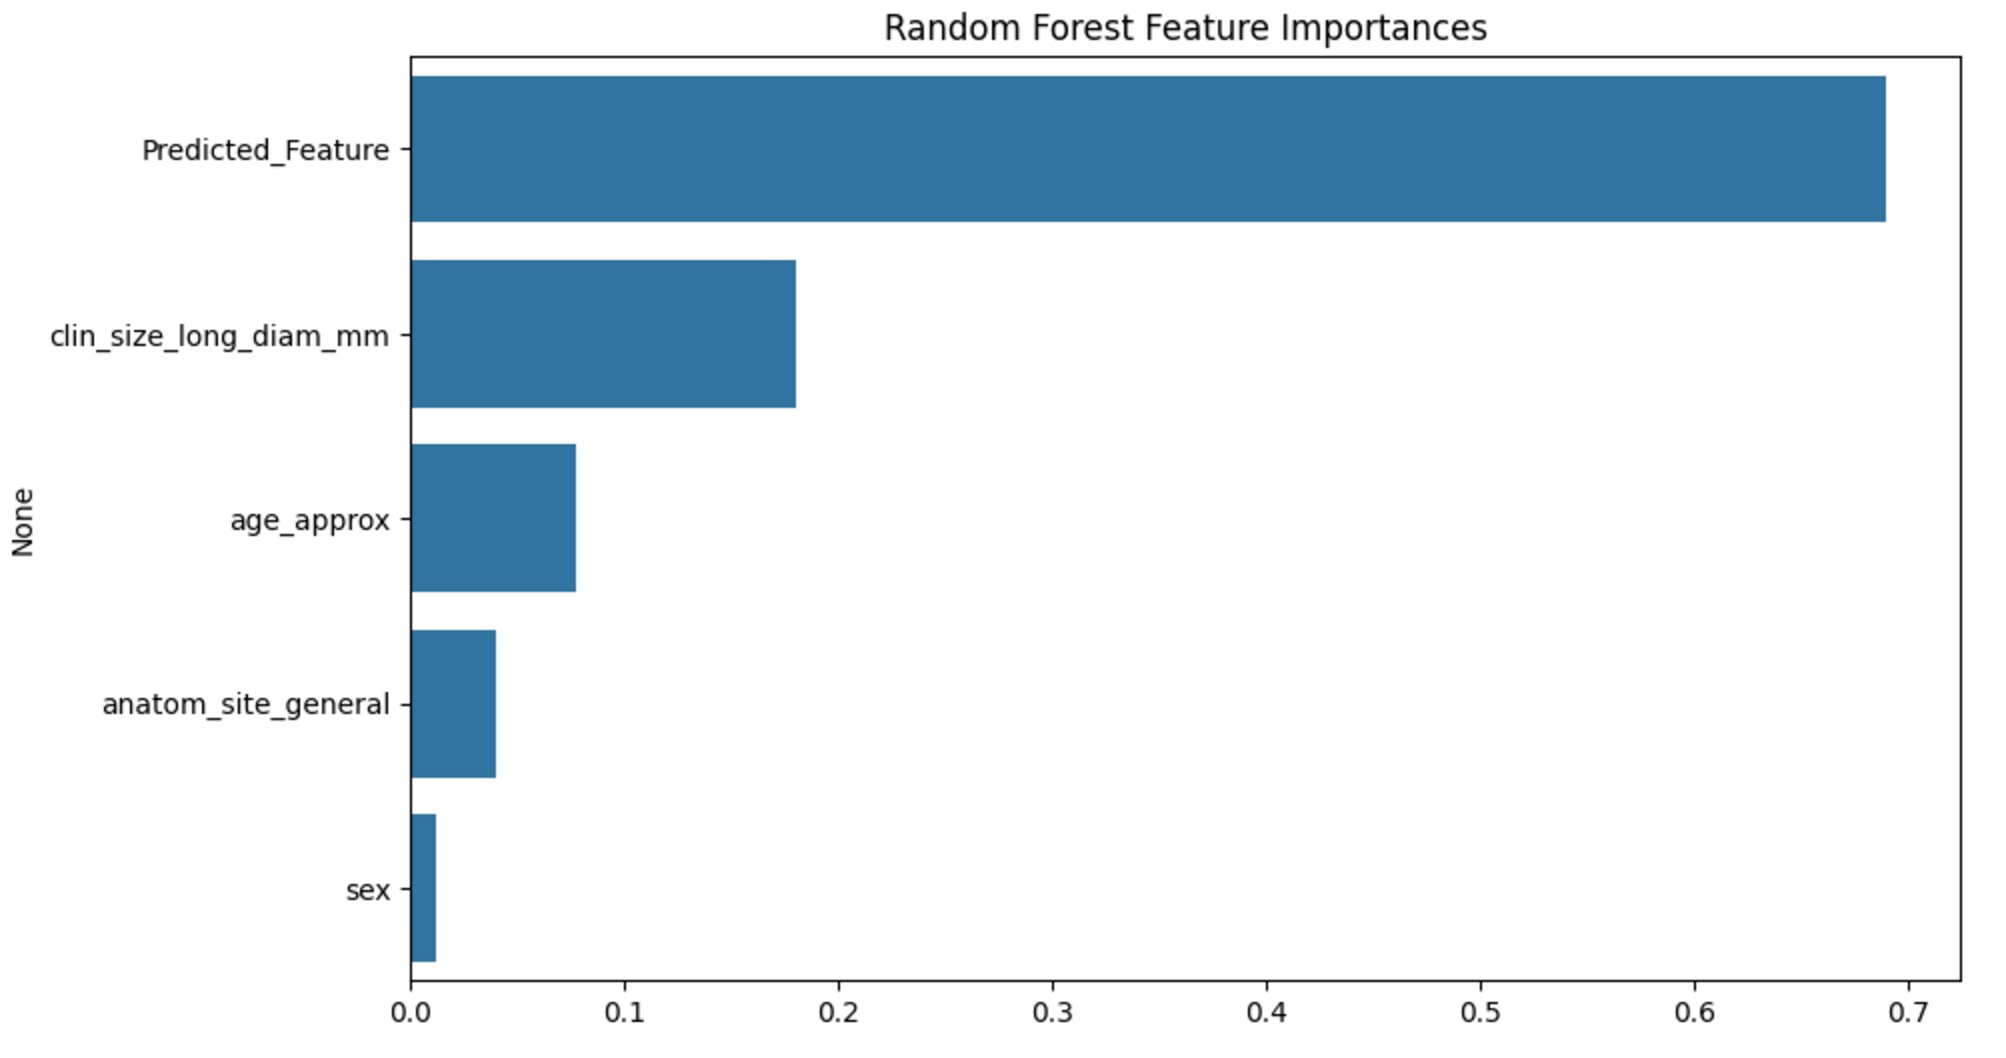 Random Forest Feature Importances
Predicted_Feature
clin_size_long_diam_mm
age_approx
anatom_site_general
sex
None
0.0 0.1 0.2 0.3 0.4 0.5 0.6 0.7